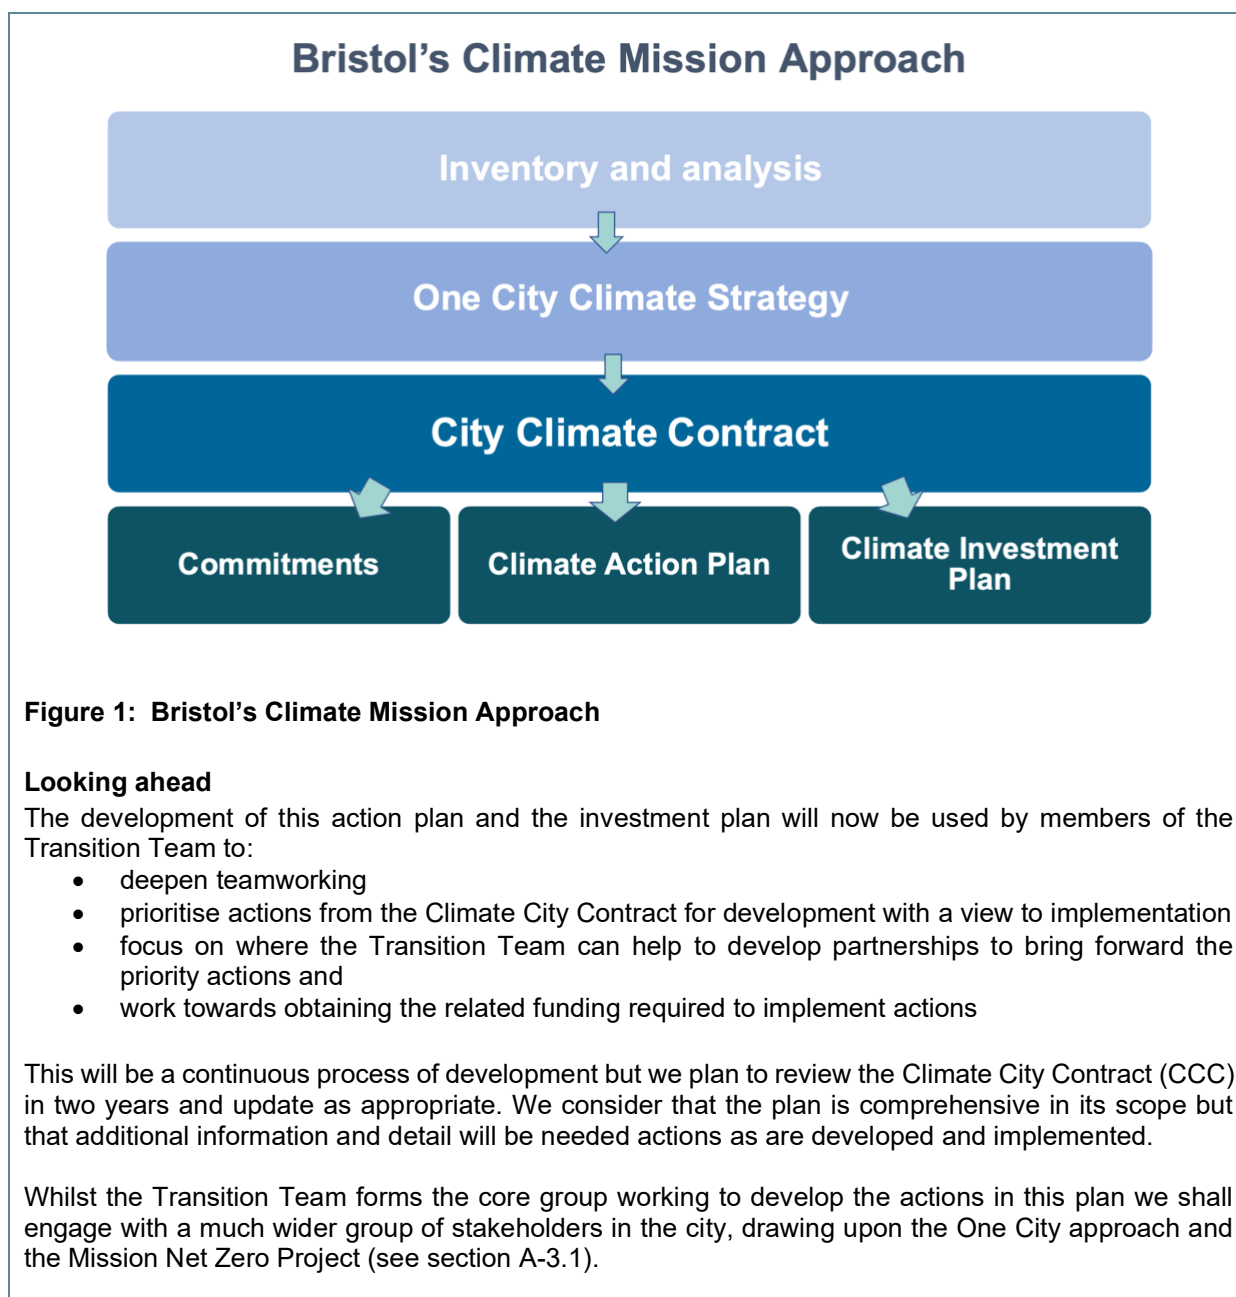 Bristol’s Climate Mission Approach
Inventory and analysis
One City Climate Strategy
City Climate Contract
Commitments
Climate Action Plan
Climate Investment
Plan
Figure 1:  Bristol’s Climate Mission Approach
Looking ahead
The development of this action plan and the investment plan will now be used by members of the
Transition Team to:
• deepen teamworking
• prioritise actions from the Climate City Contract for development with a view to implementation
• focus on where the Transition Team can help to develop partnerships to bring forward the
priority actions and
• work towards obtaining the related funding required to implement actions
This will be a continuous process of development but we plan to review the Climate City Contract (CCC)
in two years and update as appropriate. We consider that the plan is comprehensive in its scope but
that additional information and detail will be needed actions as are developed and implemented.
Whilst the Transition Team forms the core group working to develop the actions in this plan we shall
engage with a much wider group of stakeholders in the city, drawing upon the One City approach and
the Mission Net Zero Project (see section A-3.1).